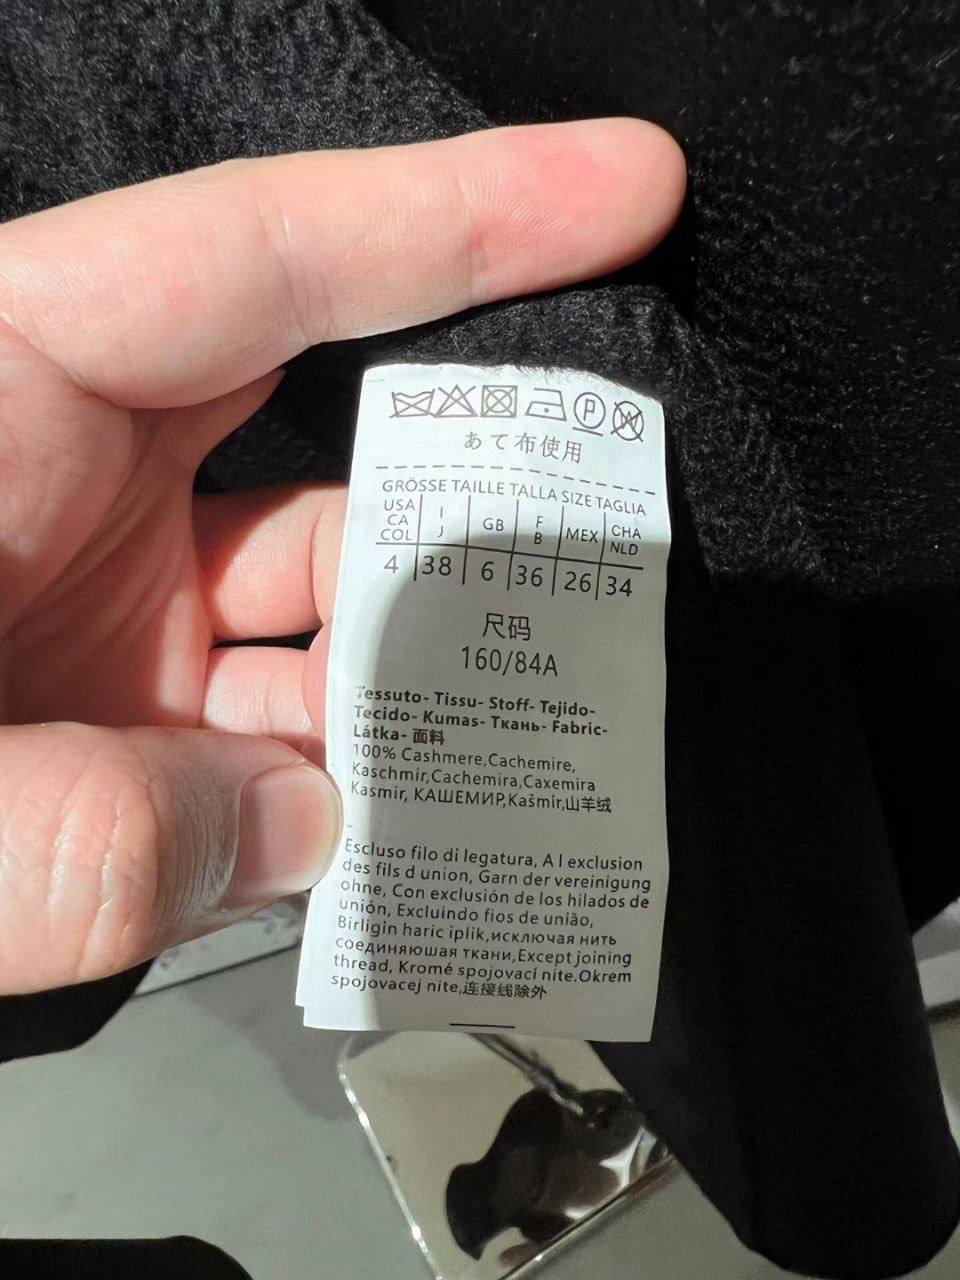 P
W
あて布使用
GRÖSSE TAILLE TALLA SIZE TAGLIA
USA CA COL I J GB F B MEX CHA NLD
4 38 6 36 26 34
尺码
160/84A
Tessuto- Tissu- Stoff- Tejido-
Tecido- Kumas- Ткань- Fabric-
Látka- 面料
100% Cashmere,Cachemire,
Kaschmir,Cachemira,Caxemira
Kasmir, КАШЕМИР,Kašmír,山羊绒
-
Escluso filo di legatura, A l exclusion
des fils d union, Garn der vereinigung
ohne, Con exclusión de los hilados de
unión, Excluindo fios de união,
Birligin haric iplik,исключая нить
соединяюшая ткани,Except joining
thread, Kromé spojovací nite.Okrem
spojovacej nite,连接线除外